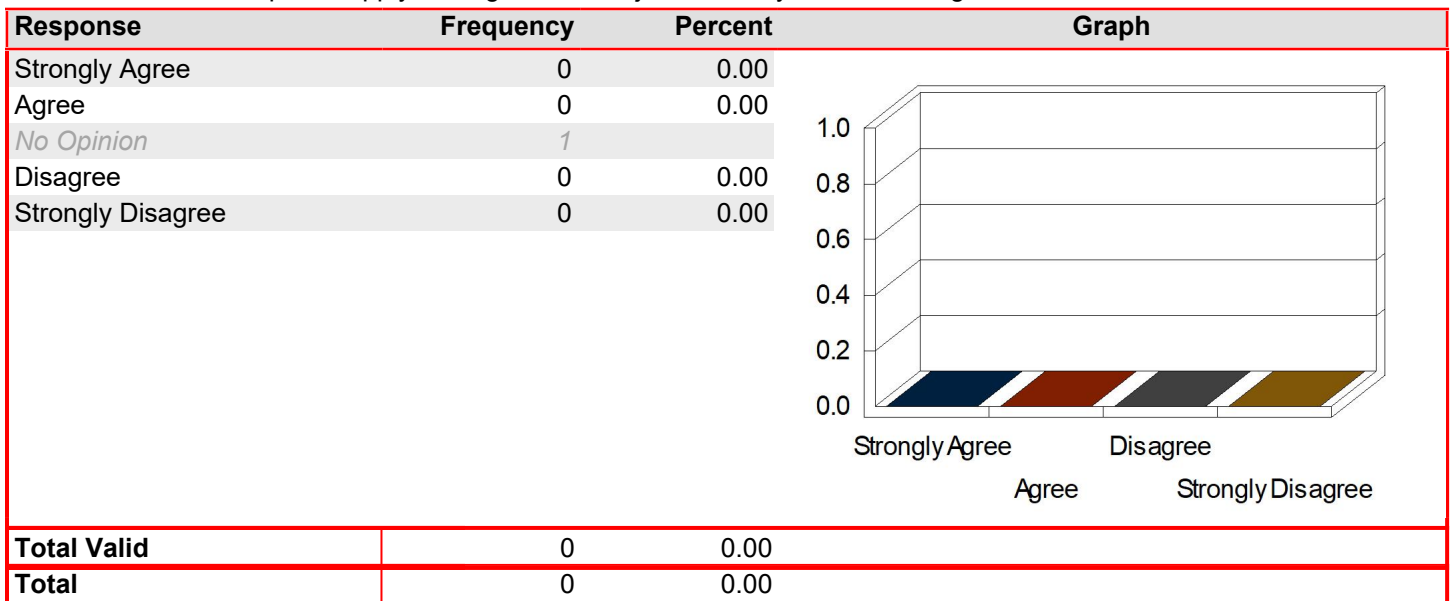 Response Frequency Percent Graph
Strongly Agree 0 0.00
Agree 0 0.00
No Opinion 1
Disagree 0 0.00
Strongly Disagree 0 0.00
1.0
0.8
0.6
0.4
0.2
0.0
Strongly Agree Disagree
Agree Strongly Disagree
Total Valid 0 0.00
Total 0 0.00